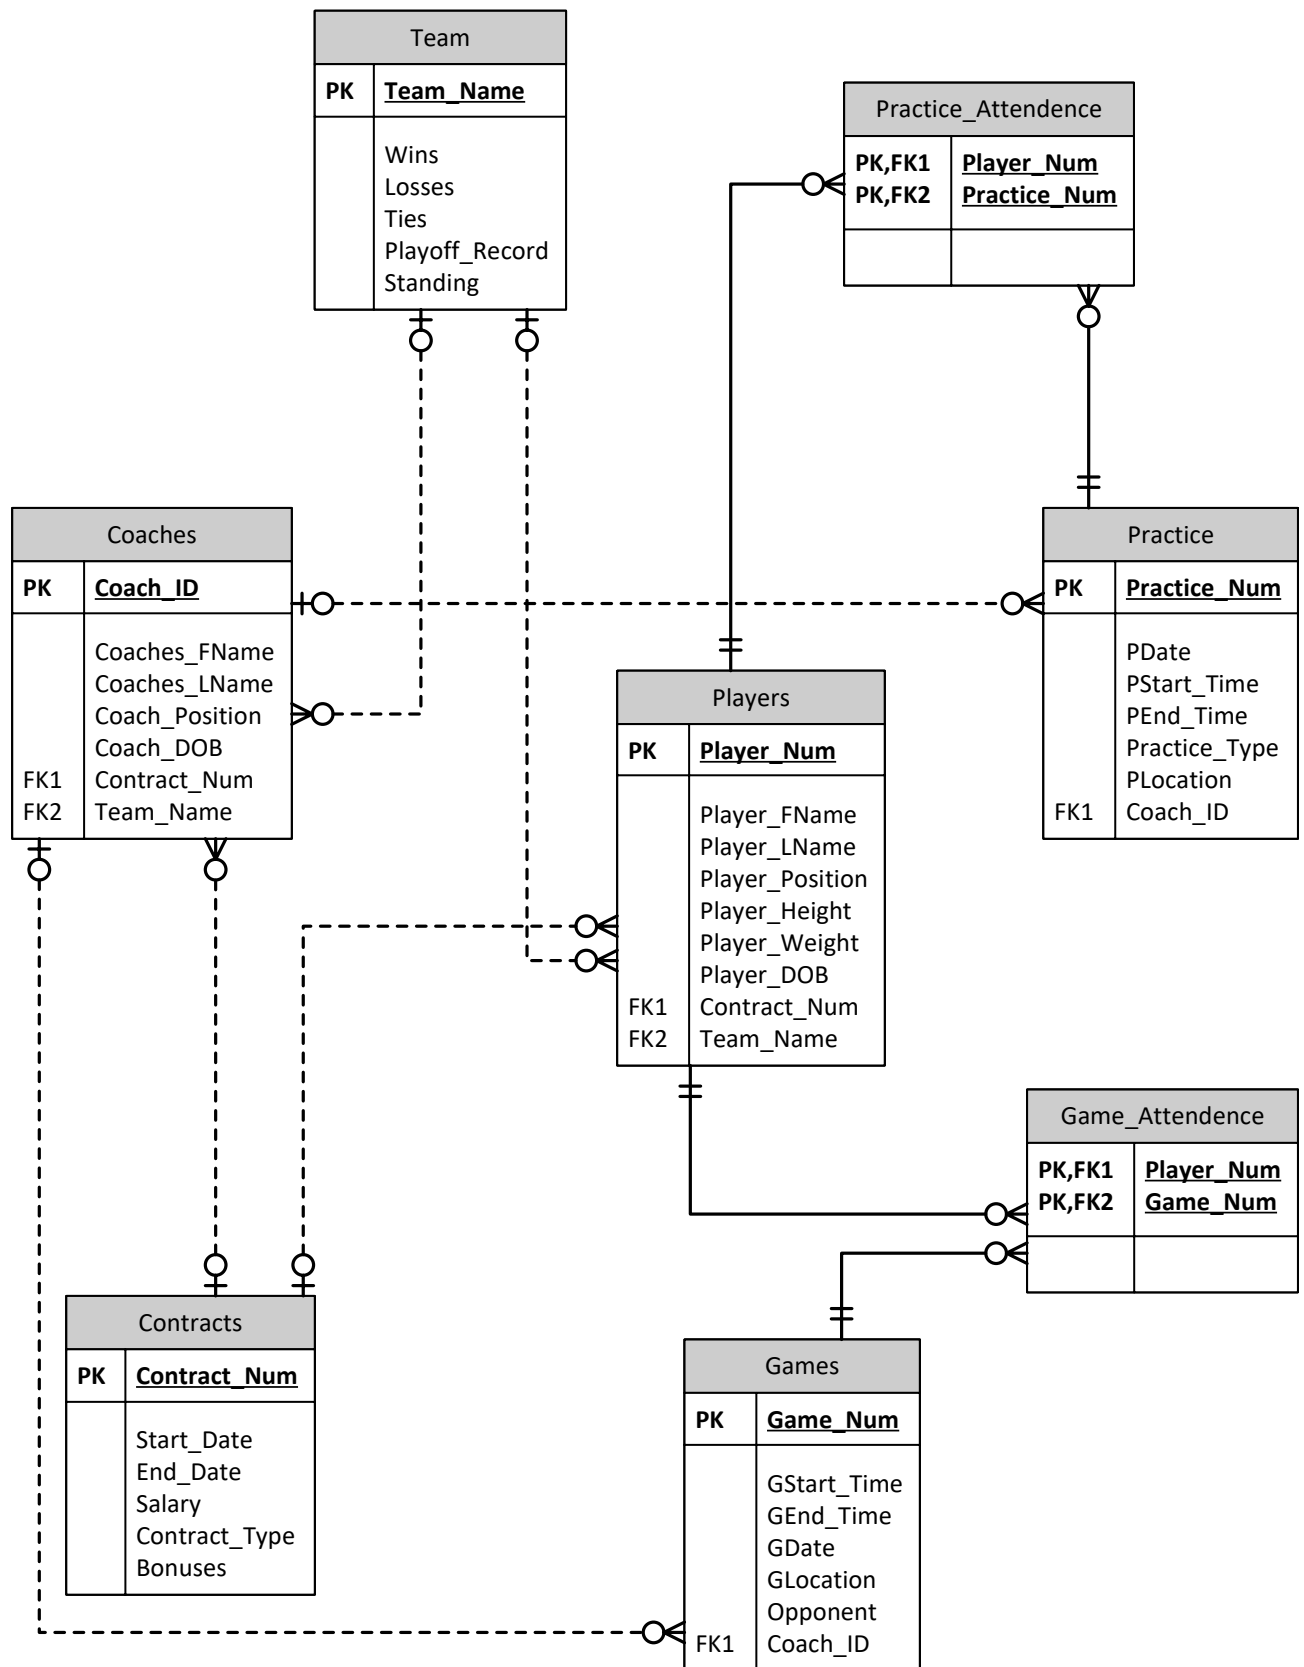 Team
PK Team_Name
Wins
Losses
Ties
Playoff_Record
Standing
Practice_Attendence
PK,FK1 Player_Num
PK,FK2 Practice_Num
Coaches
PK Coach_ID
Coaches_FName
Coaches_LName
Coach_Position
Coach_DOB
FK1 Contract_Num
FK2 Team_Name
Practice
PK Practice_Num
PDate
PStart_Time
PEnd_Time
Practice_Type
PLocation
FK1 Coach_ID
Players
PK Player_Num
Player_FName
Player_LName
Player_Position
Player_Height
Player_Weight
Player_DOB
FK1 Contract_Num
FK2 Team_Name
Game_Attendence
PK,FK1 Player_Num
PK,FK2 Game_Num
Contracts
PK Contract_Num
Start_Date
End_Date
Salary
Contract_Type
Bonuses
Games
PK Game_Num
GStart_Time
GEnd_Time
GDate
GLocation
Opponent
FK1 Coach_ID